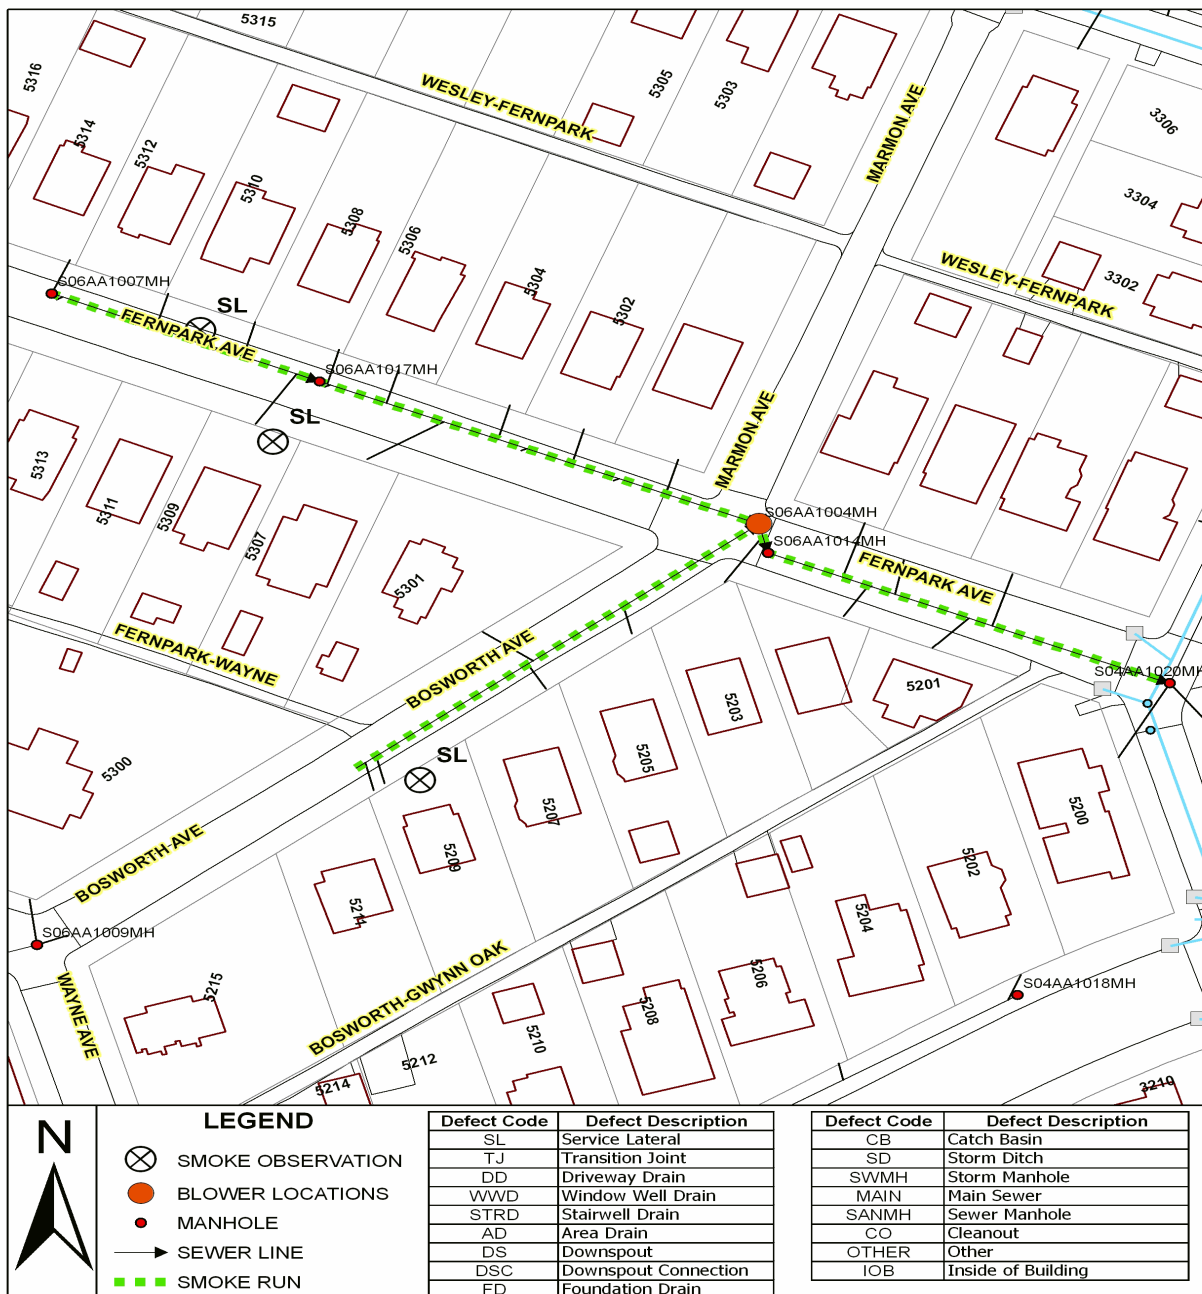 5315
5316
WESLEY-FERNPARK
5305
5303
MARMON AVE
3306
5314
5312
5310
5308
5306
5304
5302
3304
WESLEY-FERNPARK
3302
S06AA1007MH
SL
FERNPARK AVE
S06AA1017MH
SL
MARMON AVE
S06AA1004MH
S06AA1014MH
FERNPARK AVE
5313
5311
5309
5307
5301
FERNPARK-WAYNE
BOSWORTH AVE
S04AA1020MH
5201
5203
5205
SL
5207
5300
5209
5200
5202
BOSWORTH AVE
5211
5204
S06AA1009MH
WAYNE AVE
5215
BOSWORTH-GWYNN OAK
5206
S04AA1018MH
5208
5210
5212
5214
3210
N
LEGEND
SMOKE OBSERVATION
BLOWER LOCATIONS
MANHOLE
SEWER LINE
SMOKE RUN
Defect Code Defect Description
SL Service Lateral
TJ Transition Joint
DD Driveway Drain
WWD Window Well Drain
STRD Stairwell Drain
AD Area Drain
DS Downspout
DSC Downspout Connection
FD Foundation Drain
Defect Code Defect Description
CB Catch Basin
SD Storm Ditch
SWMH Storm Manhole
MAIN Main Sewer
SANMH Sewer Manhole
CO Cleanout
OTHER Other
IOB Inside of Building